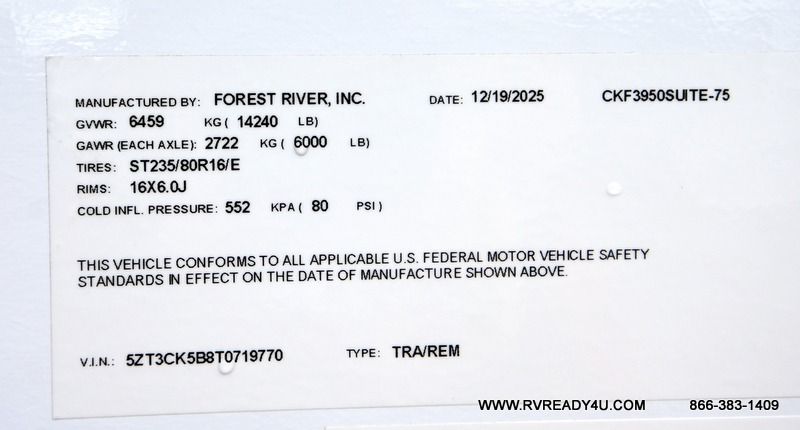 MANUFACTURED BY: FOREST RIVER, INC. DATE: 12/19/2025 CKF3950SUITE-75
GVWR: 6459 KG ( 14240 LB)
GAWR (EACH AXLE): 2722 KG ( 6000 LB)
TIRES: ST235/80R16/E
RIMS: 16X6.0J
COLD INFL. PRESSURE: 552 KPA ( 80 PSI )
THIS VEHICLE CONFORMS TO ALL APPLICABLE U.S. FEDERAL MOTOR VEHICLE SAFETY
STANDARDS IN EFFECT ON THE DATE OF MANUFACTURE SHOWN ABOVE.
V.I.N.: 5ZT3CK5B8T0719770 TYPE: TRA/REM
WWW.RVREADY4U.COM 866-383-1409